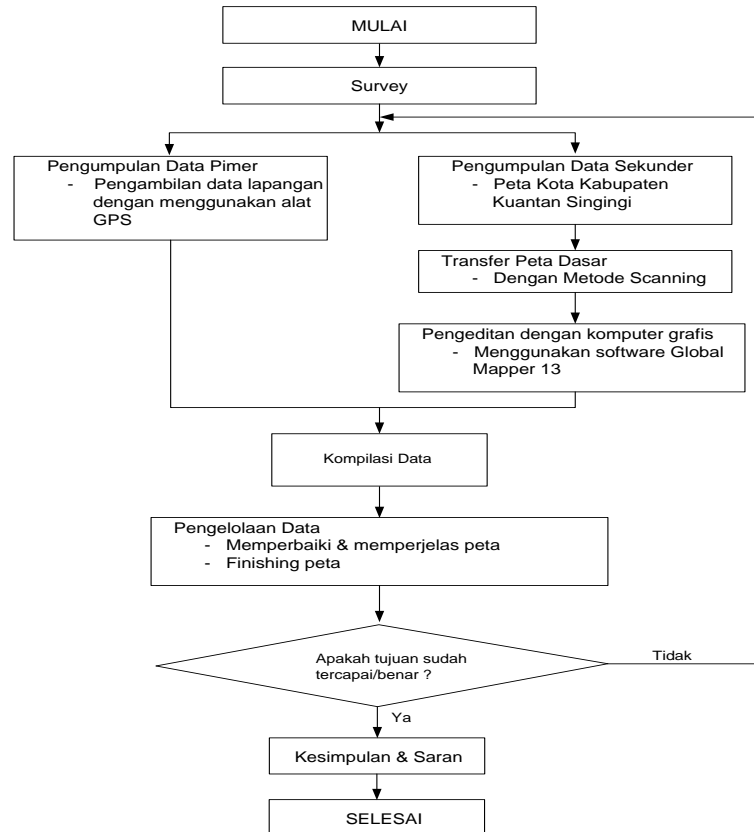 MULAI
Survey
Pengumpulan Data Pimer
- Pengambilan data lapangan
dengan menggunakan alat
GPS
Pengumpulan Data Sekunder
- Peta Kota Kabupaten
Kuantan Singingi
Transfer Peta Dasar
- Dengan Metode Scanning
Pengeditan dengan komputer grafis
- Menggunakan software Global
Mapper 13
Kompilasi Data
Pengelolaan Data
- Memperbaiki & memperjelas peta
- Finishing peta
Apakah tujuan sudah
tercapai/benar ?
Tidak
Ya
Kesimpulan & Saran
SELESAI